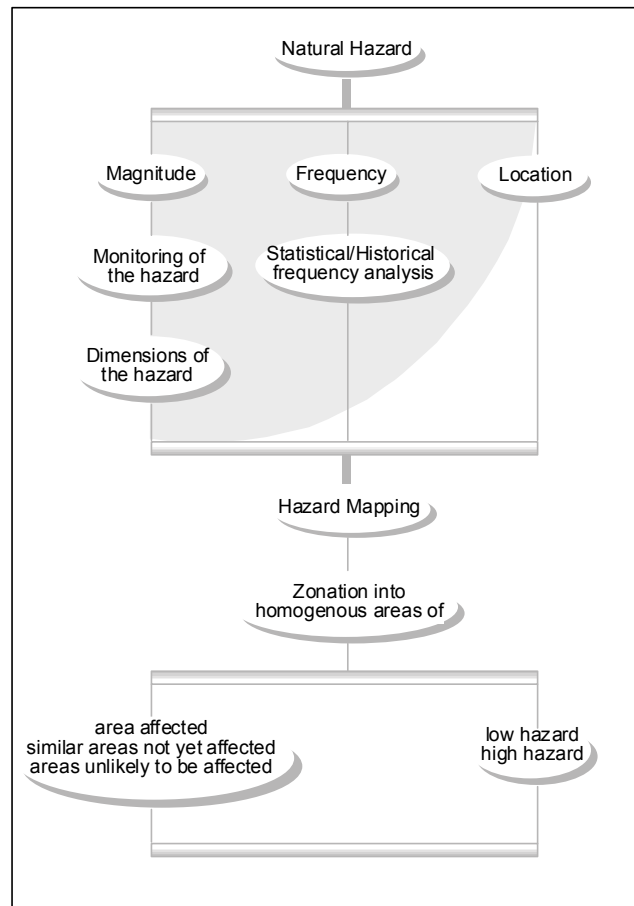 Natural Hazard
Magnitude
Frequency
Location
Monitoring of
the hazard
Statistical/Historical
frequency analysis
Dimensions of
the hazard
Hazard Mapping
Zonation into
homogenous areas of
area affected
similar areas not yet affected
areas unlikely to be affected
low hazard
high hazard